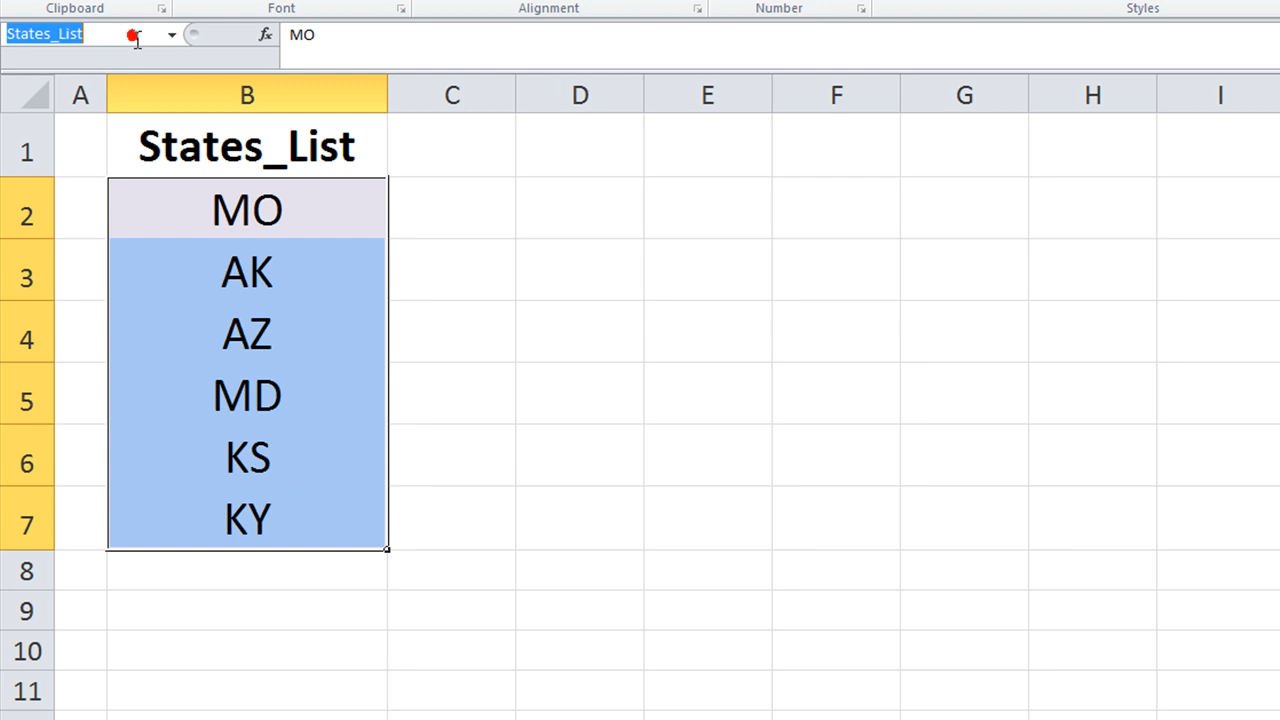 Clipboard Font Alignment Number Styles
States_List fx MO
A B C D E F G H I
1 States_List
2 MO
3 AK
4 AZ
5 MD
6 KS
7 KY
8
9
10
11